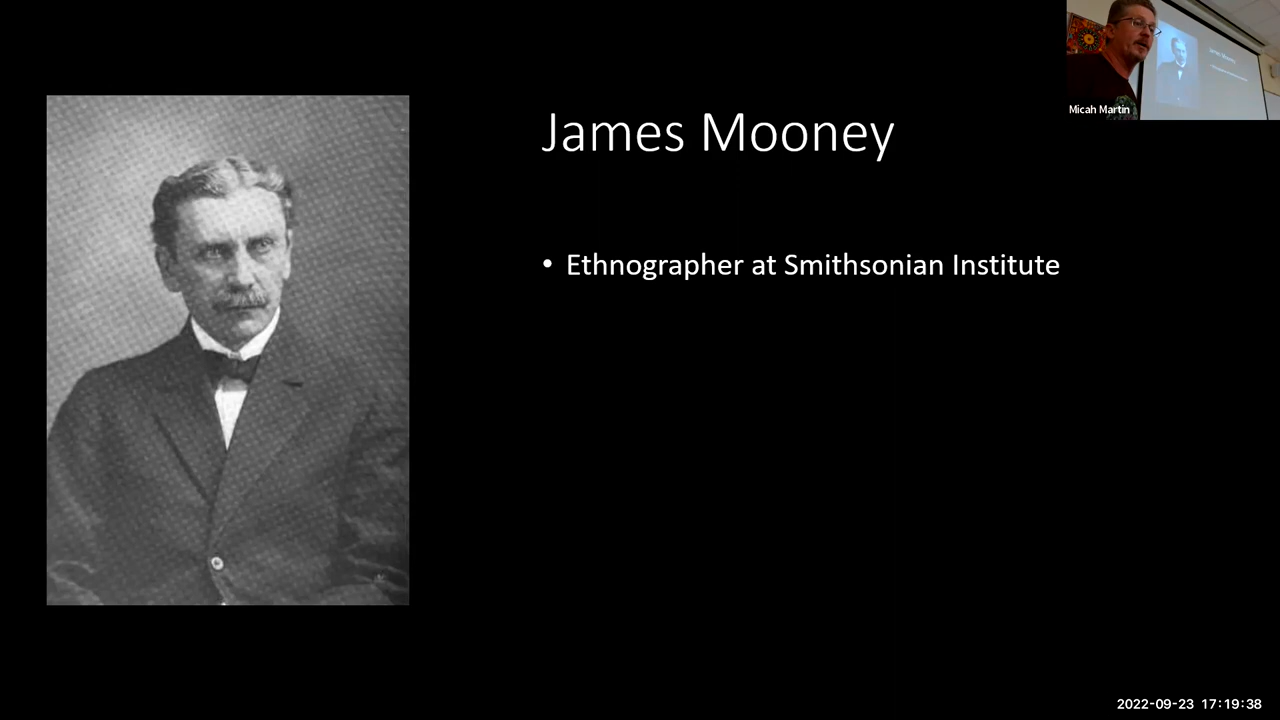 James Mooney
• Ethnographer at Smithsonian Institute
Micah Martin
2022-09-23 17:19:38